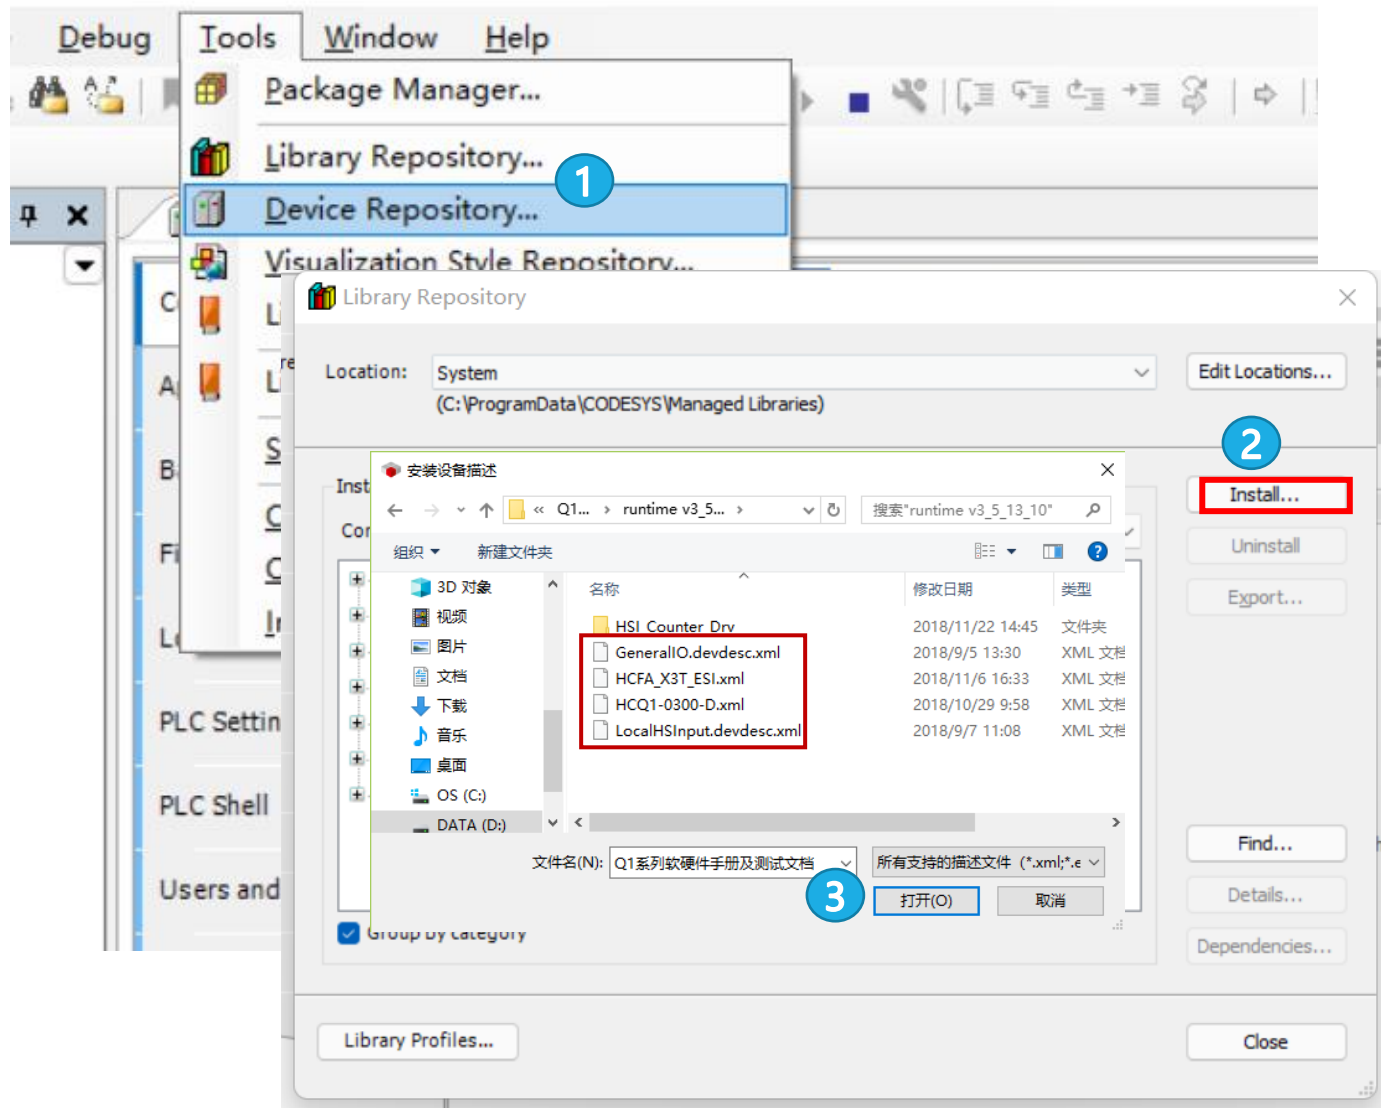 Debug Tools Window Help
Package Manager...
Library Repository...
1
Device Repository...
Visualization Style Repository...
Library Repository
Location: System Edit Locations...
(C:\ProgramData\CODESYS\Managed Libraries)
2
Install...
Uninstall
Export...
安装设备描述
« Q1... › runtime v3_5... ›
搜索"runtime v3_5_13_10"
组织 新建文件夹
3D 对象
视频
图片
文档
下载
音乐
桌面
OS (C:)
DATA (D:)
名称 修改日期 类型
HSI_Counter_Drv 2018/11/22 14:45 文件夹
GeneralIO.devdesc.xml 2018/9/5 13:30 XML 文档
HCFA_X3T_ESI.xml 2018/11/6 16:33 XML 文档
HCQ1-0300-D.xml 2018/10/29 9:58 XML 文档
LocalHSInput.devdesc.xml 2018/9/7 11:08 XML 文档
文件名(N): Q1系列软硬件手册及测试文档 所有支持的描述文件 (*.xml;*.e
3
打开(O) 取消
PLC Settin
PLC Shell
Users and
Find...
Details...
Dependencies...
Group by category
Library Profiles... Close